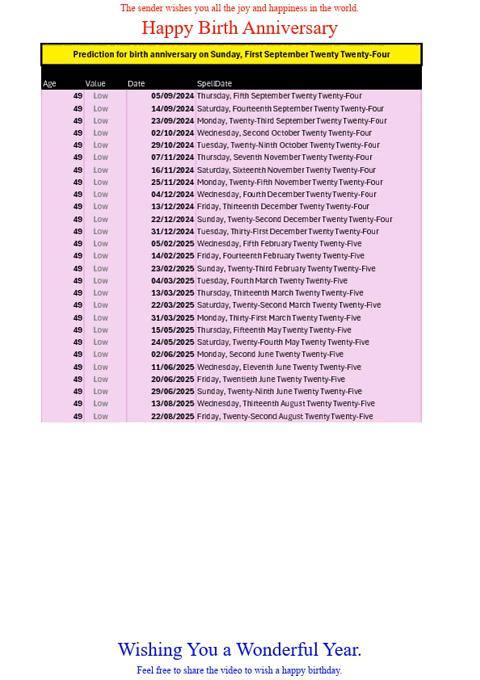 The sender wishes you all the joy and happiness in the world.
Happy Birth Anniversary
Prediction for birth anniversary on Sunday, First September Twenty Twenty-Four
Age Value Date SpellDate
49 Low 05/09/2024 Thursday, Fifth September Twenty Twenty-Four
49 Low 14/09/2024 Saturday, Fourteenth September Twenty Twenty-Four
49 Low 23/09/2024 Monday, Twenty-Third September Twenty Twenty-Four
49 Low 02/10/2024 Wednesday, Second October Twenty Twenty-Four
49 Low 29/10/2024 Tuesday, Twenty-Ninth October Twenty Twenty-Four
49 Low 07/11/2024 Thursday, Seventh November Twenty Twenty-Four
49 Low 16/11/2024 Saturday, Sixteenth November Twenty Twenty-Four
49 Low 25/11/2024 Monday, Twenty-Fifth November Twenty Twenty-Four
49 Low 04/12/2024 Wednesday, Fourth December Twenty Twenty-Four
49 Low 13/12/2024 Friday, Thirteenth December Twenty Twenty-Four
49 Low 22/12/2024 Sunday, Twenty-Second December Twenty Twenty-Four
49 Low 31/12/2024 Tuesday, Thirty-First December Twenty Twenty-Four
49 Low 05/02/2025 Wednesday, Fifth February Twenty Twenty-Five
49 Low 14/02/2025 Friday, Fourteenth February Twenty Twenty-Five
49 Low 23/02/2025 Sunday, Twenty-Third February Twenty Twenty-Five
49 Low 04/03/2025 Tuesday, Fourth March Twenty Twenty-Five
49 Low 13/03/2025 Thursday, Thirteenth March Twenty Twenty-Five
49 Low 22/03/2025 Saturday, Twenty-Second March Twenty Twenty-Five
49 Low 31/03/2025 Monday, Thirty-First March Twenty Twenty-Five
49 Low 15/05/2025 Thursday, Fifteenth May Twenty Twenty-Five
49 Low 24/05/2025 Saturday, Twenty-Fourth May Twenty Twenty-Five
49 Low 02/06/2025 Monday, Second June Twenty Twenty-Five
49 Low 11/06/2025 Wednesday, Eleventh June Twenty Twenty-Five
49 Low 20/06/2025 Friday, Twentieth June Twenty Twenty-Five
49 Low 29/06/2025 Sunday, Twenty-Ninth June Twenty Twenty-Five
49 Low 13/08/2025 Wednesday, Thirteenth August Twenty Twenty-Five
49 Low 22/08/2025 Friday, Twenty-Second August Twenty Twenty-Five
Wishing You a Wonderful Year.
Feel free to share the video to wish a happy birthday.